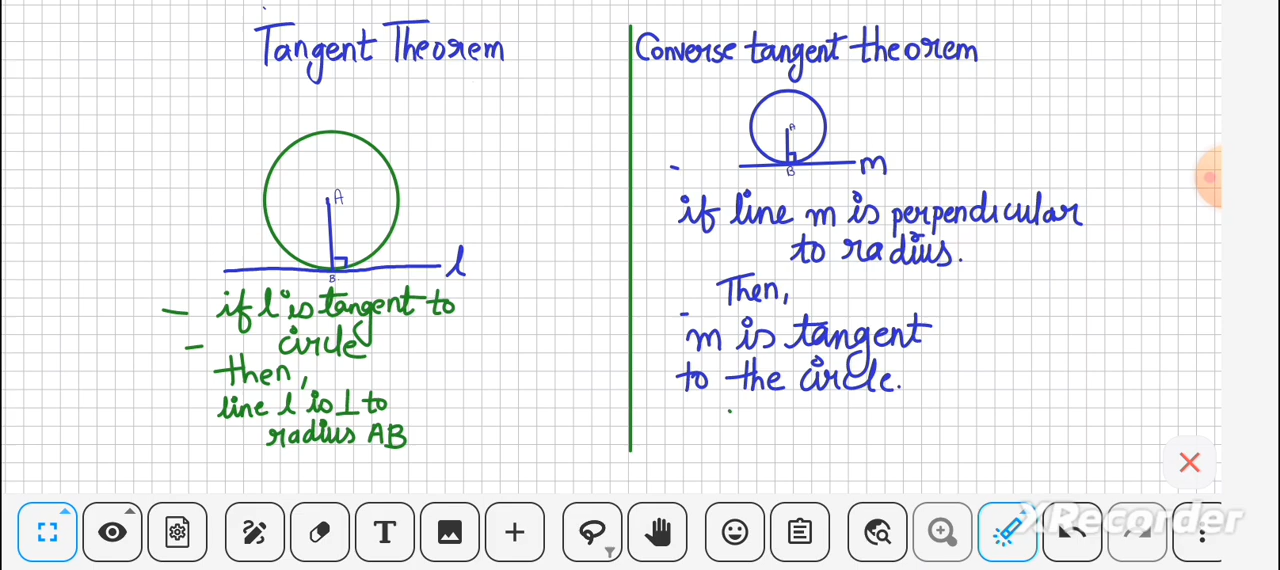 Tangent Theorem
A
B
l
- if l is tangent to
- circle
then,
line l is ⊥ to
radius AB
Converse tangent theorem
A
B
m
if line m is perpendicular
to radius.
Then,
m is tangent
to the circle.
T
XRecorder